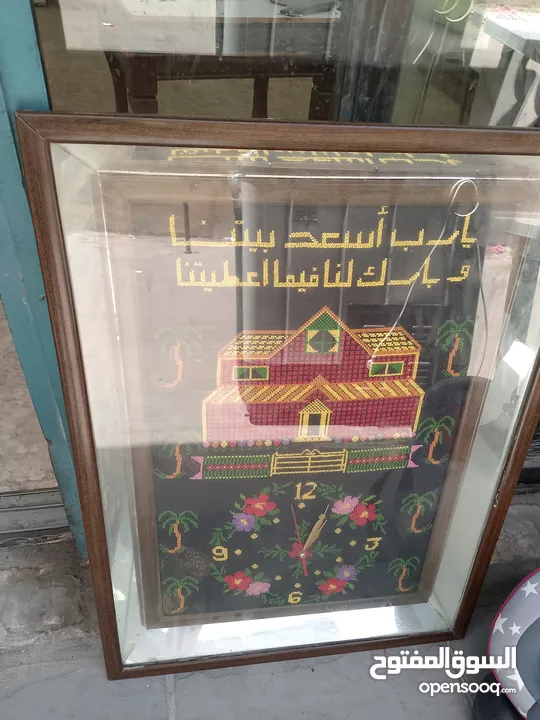 يارب أسعد بيتنا
وبارك لنا فيما أعطيتنا
12
9
3
6
السوق المفتوح
opensooq.com